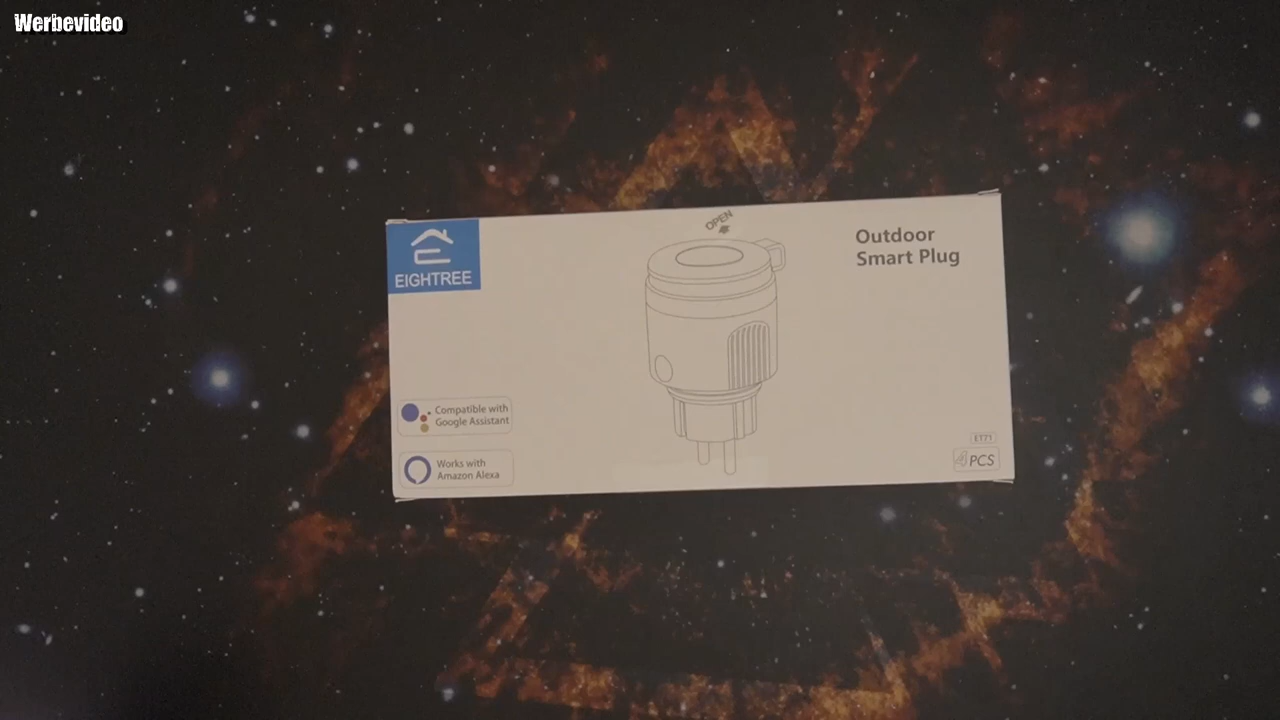 Werbevideo
OPEN
EIGHTREE
Outdoor
Smart Plug
Compatible with
Google Assistant
Works with
Amazon Alexa
ET71
4PCS